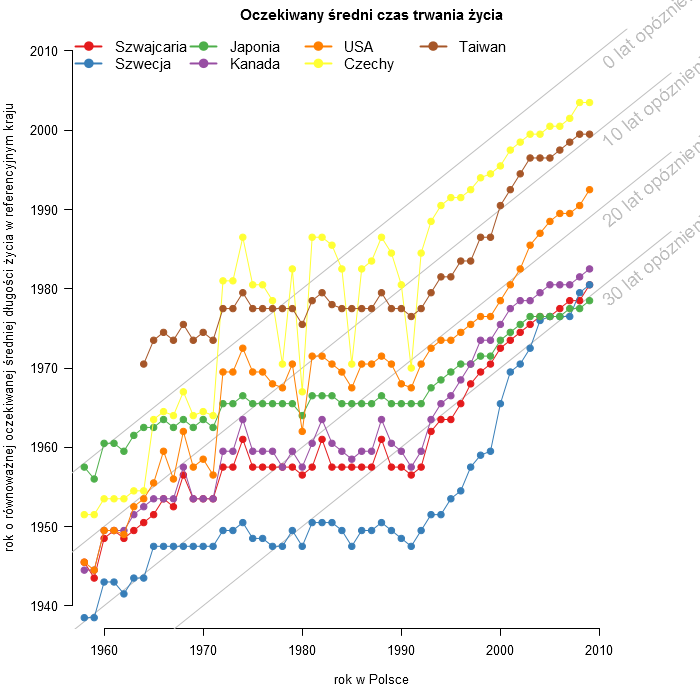 Oczekiwany średni czas trwania życia
Szwajcaria Japonia USA Taiwan
Szwecja Kanada Czechy
rok o równoważnej oczekiwanej średniej długości życia w referencyjnym kraju
2010
2000
1990
1980
1970
1960
1950
1940
0 lat opóźnien
10 lat opóźnien
20 lat opóźnien
30 lat opóźnien
1960 1970 1980 1990 2000 2010
rok w Polsce